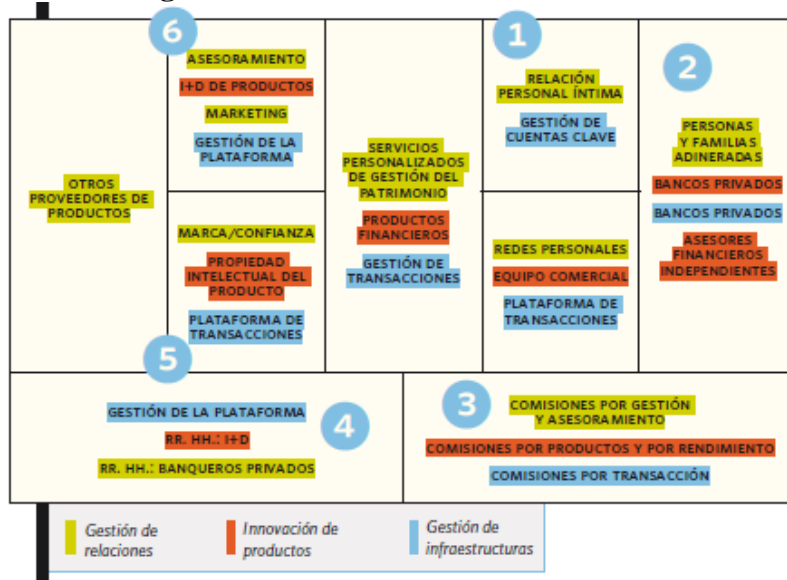 6
ASESORAMIENTO
I+D DE PRODUCTOS
MARKETING
GESTIÓN DE LA
PLATAFORMA
1
RELACIÓN
PERSONAL ÍNTIMA
GESTIÓN DE
CUENTAS CLAVE
2
PERSONAS
Y FAMILIAS
ADINERADAS
BANCOS PRIVADOS
BANCOS PRIVADOS
ASESORES
FINANCIEROS
INDEPENDIENTES
OTROS
PROVEEDORES DE
PRODUCTOS
SERVICIOS
PERSONALIZADOS
DE GESTIÓN DEL
PATRIMONIO
PRODUCTOS
FINANCIEROS
GESTIÓN DE
TRANSACCIONES
MARCA/CONFIANZA
PROPIEDAD
INTELECTUAL DEL
PRODUCTO
PLATAFORMA DE
TRANSACCIONES
REDES PERSONALES
EQUIPO COMERCIAL
PLATAFORMA DE
TRANSACCIONES
5
GESTIÓN DE LA PLATAFORMA
RR. HH.: I+D
RR. HH.: BANQUEROS PRIVADOS
4
3
COMISIONES POR GESTIÓN
Y ASESORAMIENTO
COMISIONES POR PRODUCTOS Y POR RENDIMIENTO
COMISIONES POR TRANSACCIÓN
Gestión de
relaciones
Innovación de
productos
Gestión de
infraestructuras